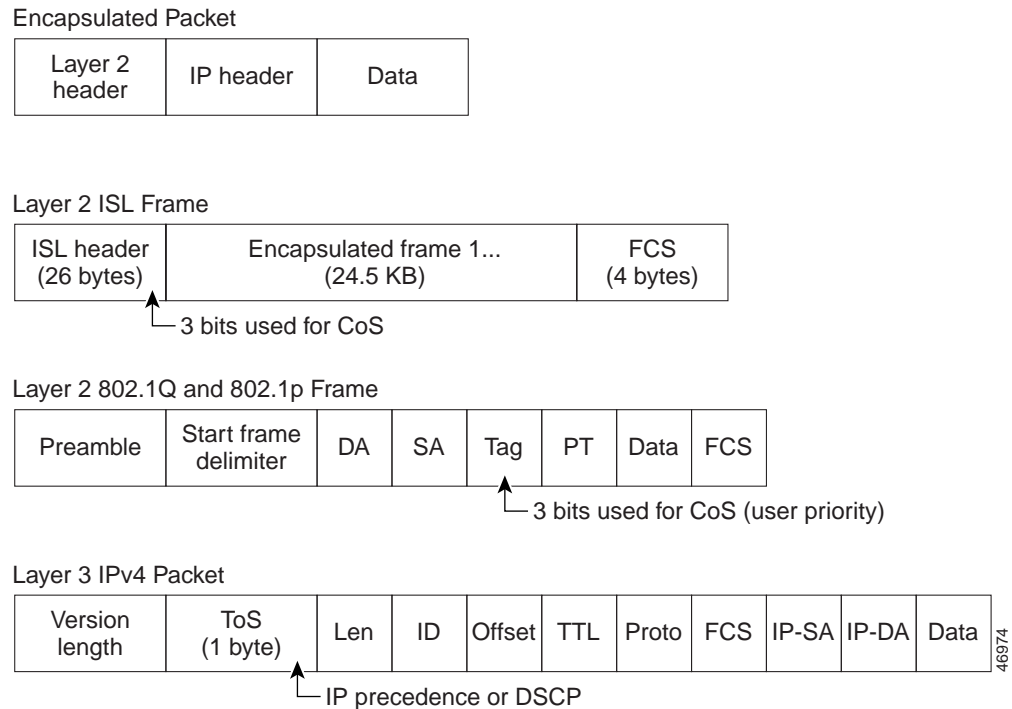 Encapsulated Packet
Layer 2
header
IP header
Data
Layer 2 ISL Frame
ISL header
(26 bytes)
Encapsulated frame 1...
(24.5 KB)
FCS
(4 bytes)
3 bits used for CoS
Layer 2 802.1Q and 802.1p Frame
Preamble
Start frame
delimiter
DA
SA
Tag
PT
Data
FCS
3 bits used for CoS (user priority)
Layer 3 IPv4 Packet
Version
length
ToS
(1 byte)
Len
ID
Offset
TTL
Proto
FCS
IP-SA
IP-DA
Data
46974
IP precedence or DSCP